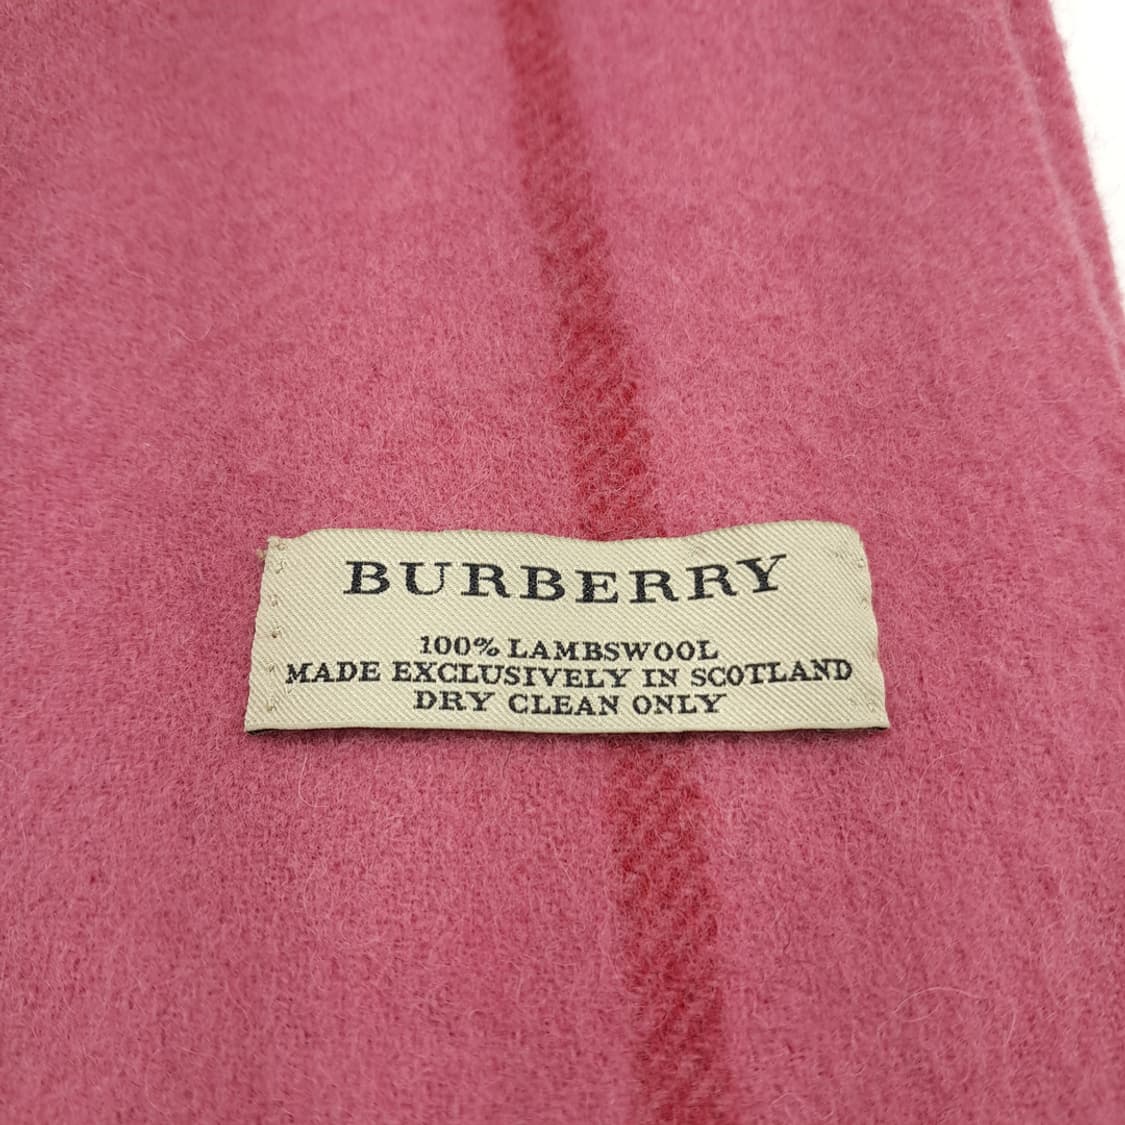 BURBERRY
100% LAMBSWOOL
MADE EXCLUSIVELY IN SCOTLAND
DRY CLEAN ONLY